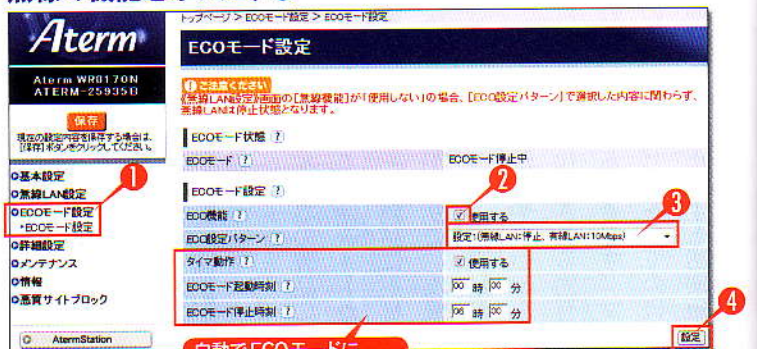 トップページ > ECOモード設定 > ECOモード設定
Aterm
ECOモード設定
Aterm WR8170N
ATERM-25935B
ご注意ください
《無線LAN設定》画面の[無線機能]が「使用しない」の場合、[ECO設定パターン]で選択した内容に関わらず、
無線LANは停止状態となります。
保存
現在の設定内容を保存する場合は、
[保存]ボタンをクリックしてください。
ECOモード状態 ?
ECOモード ? ECOモード停止中
基本設定
無線LAN設定
ECOモード設定
・ECOモード設定
詳細設定
メンテナンス
情報
悪質サイトブロック
AtermStation
1
ECOモード設定 ?
2
ECO機能 ? 使用する
3
ECO設定パターン ? 設定1(無線LAN:停止、有線LAN:10Mbps)
タイマ動作 ? 使用する
ECOモード起動時刻 ? 00 時 00 分
ECOモード停止時刻 ? 時 分
4
設定
自動でECOモードに